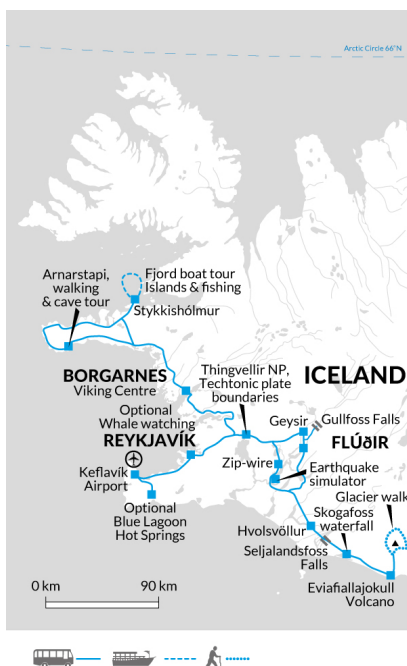 Arctic Circle 66°N
Arnarstapi,
walking
& cave tour
Fjord boat tour
Islands & fishing
Stykkishólmur
BORGARNES
Viking Centre
Thingvellir NP,
Techtonic plate
boundaries
ICELAND
Optional
Whale watching
REYKJAVÍK
Geysir
Gullfoss Falls
FLÚðIR
Keflavík
Airport
Zip-wire
Earthquake
simulator
Optional
Blue Lagoon
Hot Springs
Glacier walk
Skogafoss
waterfall
Hvolsvöllur
Seljalandsfoss
Falls
Eviafiallajokull
Volcano
0 km
90 km